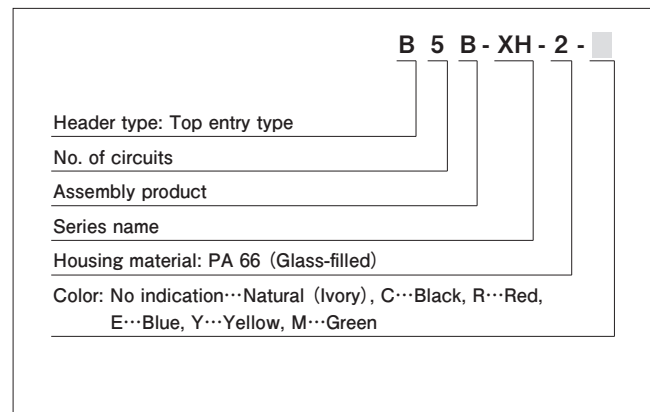 B 5 B - XH - 2 -
Header type: Top entry type
No. of circuits
Assembly product
Series name
Housing material: PA 66 (Glass-filled)
Color: No indication…Natural (Ivory), C…Black, R…Red,
E…Blue, Y…Yellow, M…Green